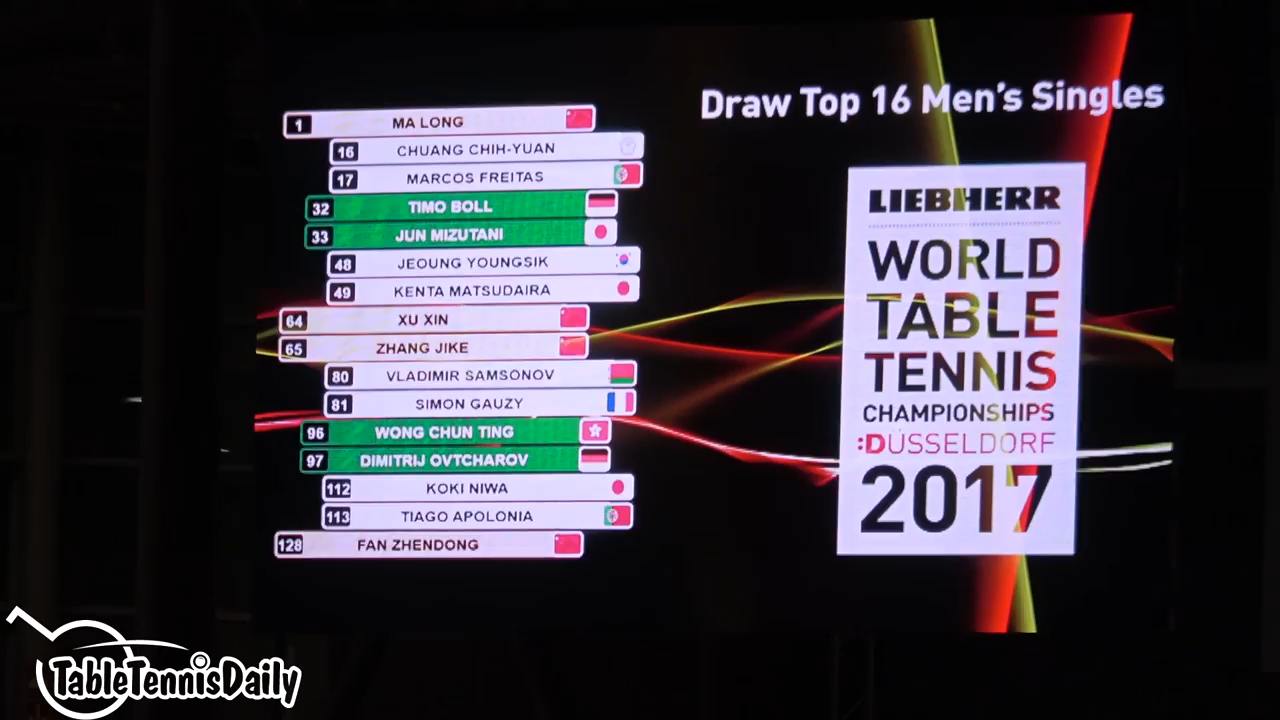 Draw Top 16 Men's Singles
1 MA LONG
16 CHUANG CHIH-YUAN
17 MARCOS FREITAS
32 TIMO BOLL
33 JUN MIZUTANI
48 JEOUNG YOUNGSIK
49 KENTA MATSUDAIRA
64 XU XIN
65 ZHANG JIKE
80 VLADIMIR SAMSONOV
81 SIMON GAUZY
96 WONG CHUN TING
97 DIMITRIJ OVTCHAROV
112 KOKI NIWA
113 TIAGO APOLONIA
128 FAN ZHENDONG
LIEBHERR
WORLD
TABLE
TENNIS
CHAMPIONSHIPS
:DÜSSELDORF
2017
TableTennisDaily